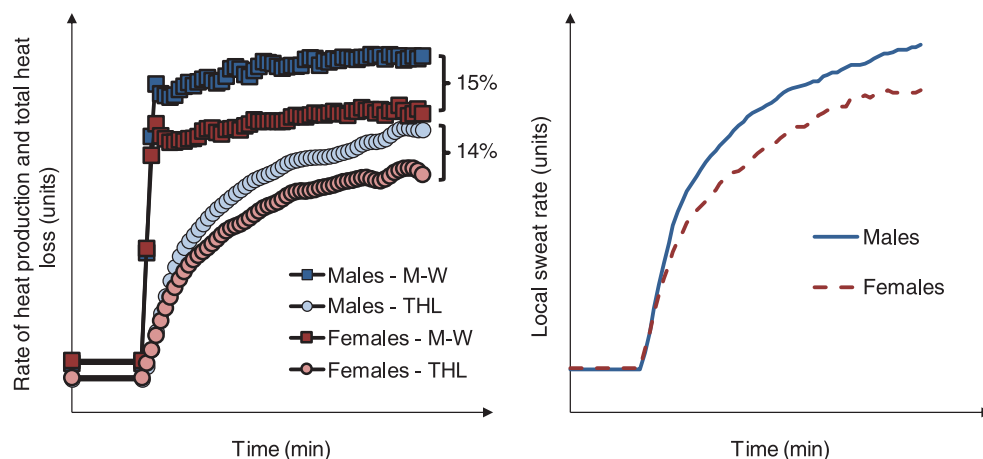 Rate of heat production and total heat
loss (units)
15%
14%
Males - M-W
Males - THL
Females - M-W
Females - THL
Time (min)
Local sweat rate (units)
Males
Females
Time (min)